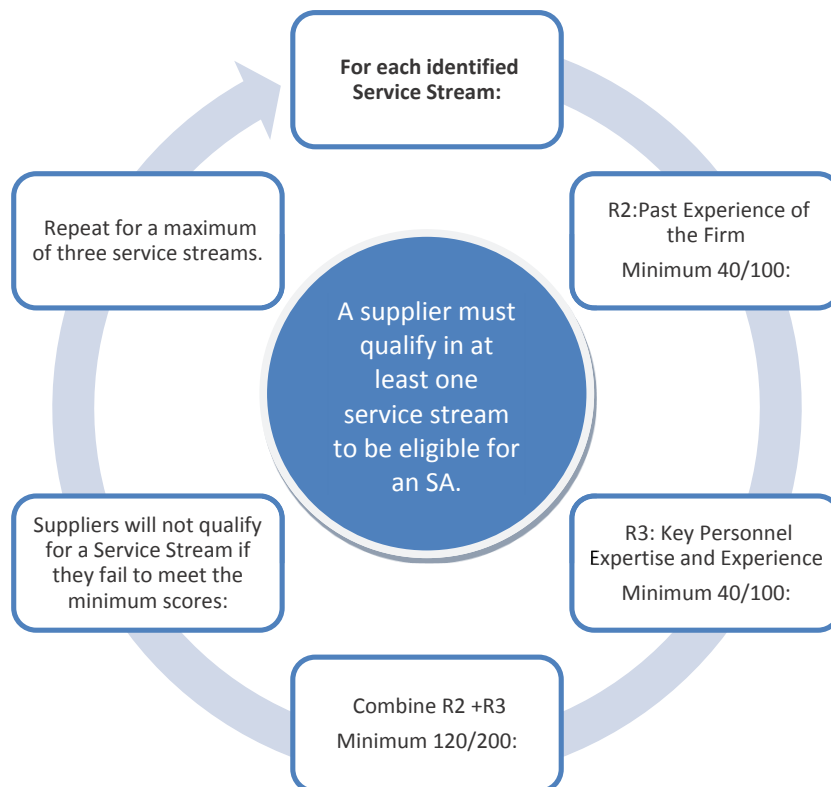 For each identified
Service Stream:
R2:Past Experience of
the Firm
Minimum 40/100:
R3: Key Personnel
Expertise and Experience
Minimum 40/100:
Combine R2 +R3
Minimum 120/200:
Suppliers will not qualify
for a Service Stream if
they fail to meet the
minimum scores:
Repeat for a maximum
of three service streams.
A supplier must
qualify in at
least one
service stream
to be eligible for
an SA.